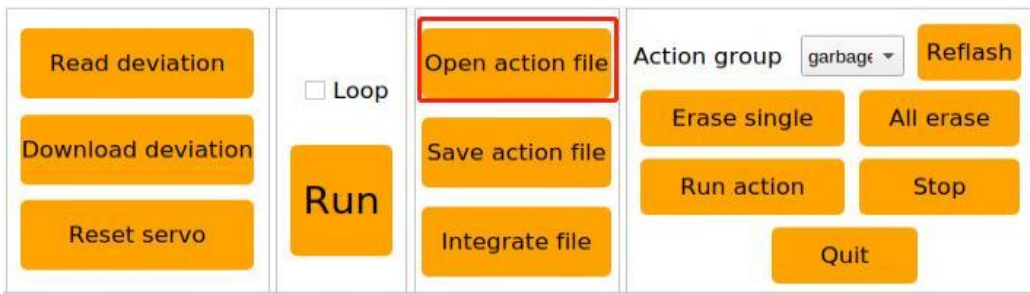 Read deviation
Download deviation
Reset servo
Loop
Run
Open action file
Save action file
Integrate file
Action group
Reflash
Erase single
All erase
Run action
Stop
Quit